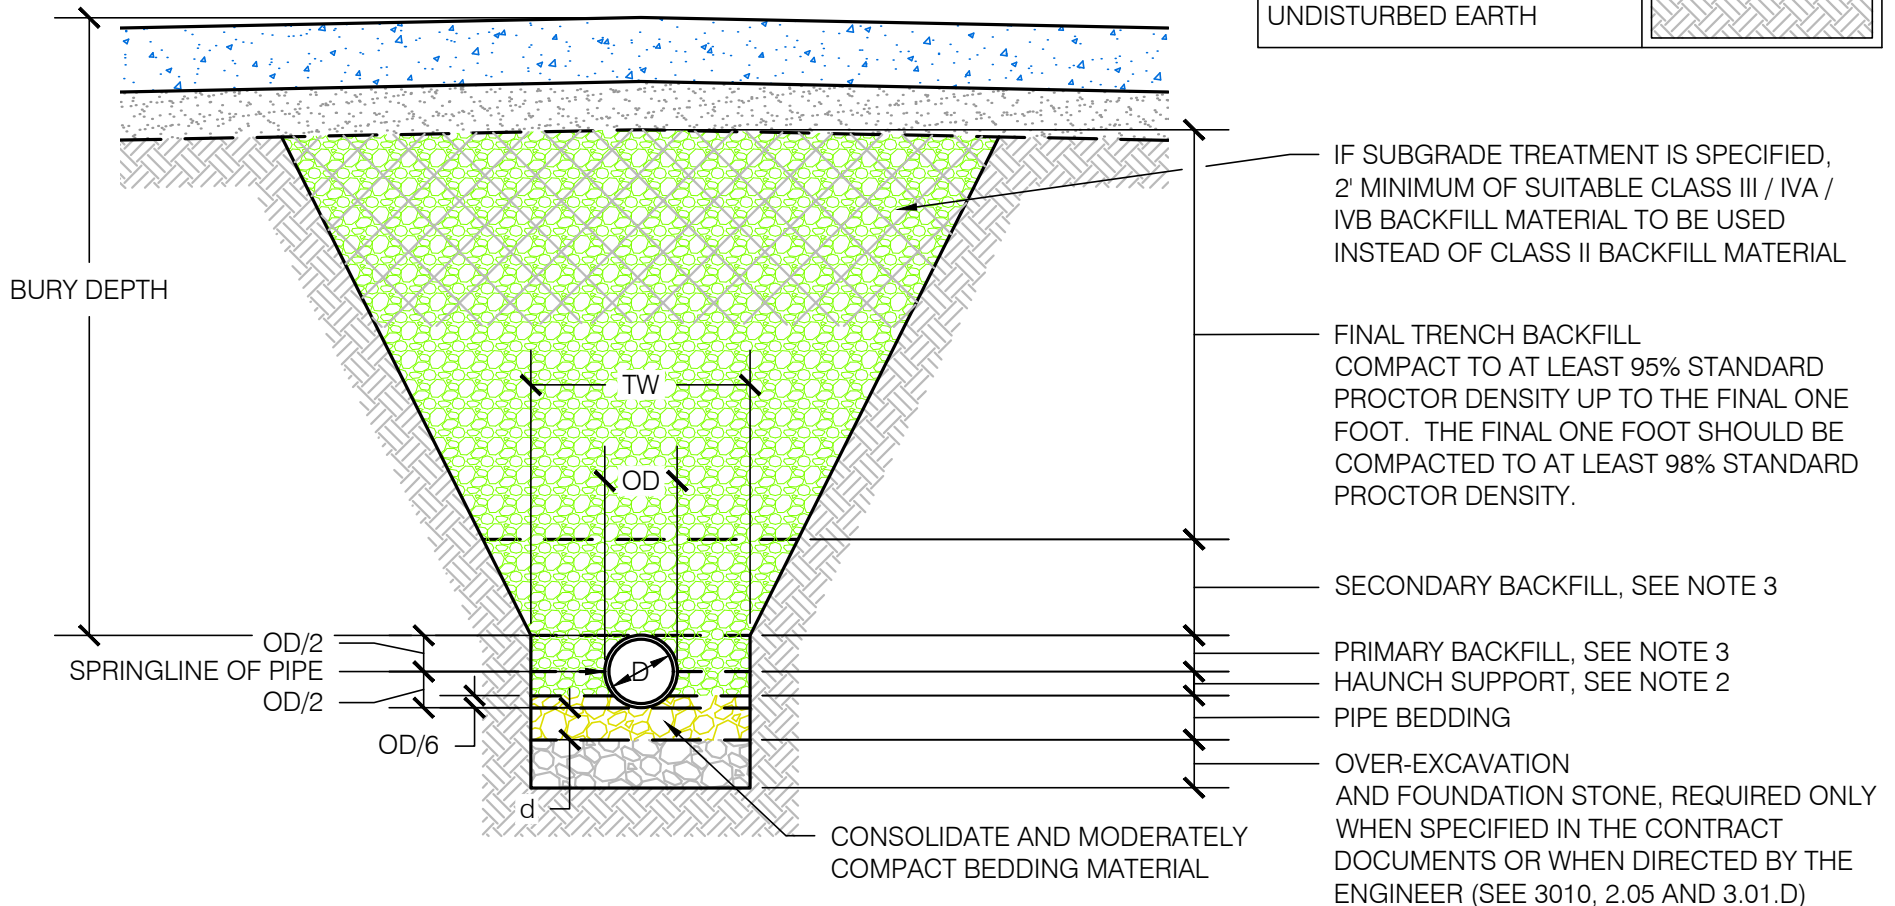 UNDISTURBED EARTH
IF SUBGRADE TREATMENT IS SPECIFIED,
2' MINIMUM OF SUITABLE CLASS III / IVA /
IVB BACKFILL MATERIAL TO BE USED
INSTEAD OF CLASS II BACKFILL MATERIAL
BURY DEPTH
FINAL TRENCH BACKFILL
COMPACT TO AT LEAST 95% STANDARD
PROCTOR DENSITY UP TO THE FINAL ONE
FOOT. THE FINAL ONE FOOT SHOULD BE
COMPACTED TO AT LEAST 98% STANDARD
PROCTOR DENSITY.
TW
OD
SECONDARY BACKFILL, SEE NOTE 3
OD/2
SPRINGLINE OF PIPE
OD/2
D
PRIMARY BACKFILL, SEE NOTE 3
HAUNCH SUPPORT, SEE NOTE 2
PIPE BEDDING
OD/6
d
OVER-EXCAVATION
AND FOUNDATION STONE, REQUIRED ONLY
WHEN SPECIFIED IN THE CONTRACT
DOCUMENTS OR WHEN DIRECTED BY THE
ENGINEER (SEE 3010, 2.05 AND 3.01.D)
CONSOLIDATE AND MODERATELY
COMPACT BEDDING MATERIAL